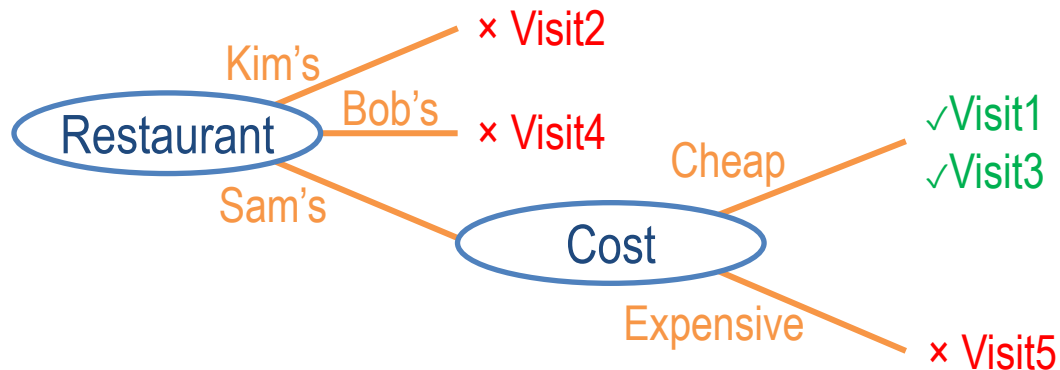 Kim's
× Visit2
Restaurant
Bob's
× Visit4
Sam's
Cheap
✓Visit1
✓Visit3
Cost
Expensive
× Visit5